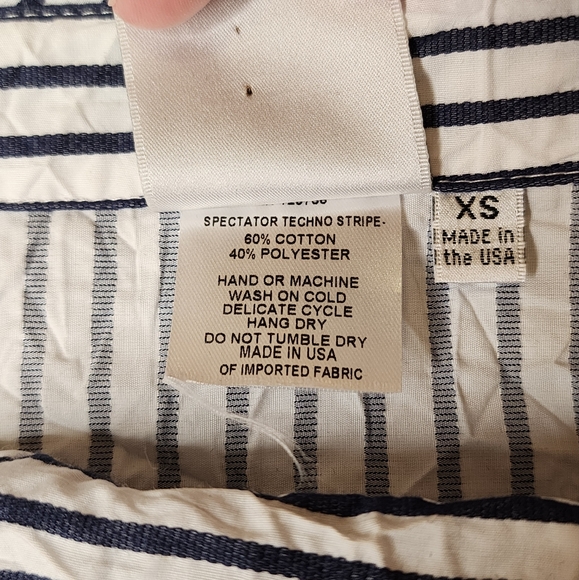 SPECTATOR TECHNO STRIPE-
60% COTTON
40% POLYESTER
HAND OR MACHINE
WASH ON COLD
DELICATE CYCLE
HANG DRY
DO NOT TUMBLE DRY
MADE IN USA
OF IMPORTED FABRIC
XS
MADE in
the USA